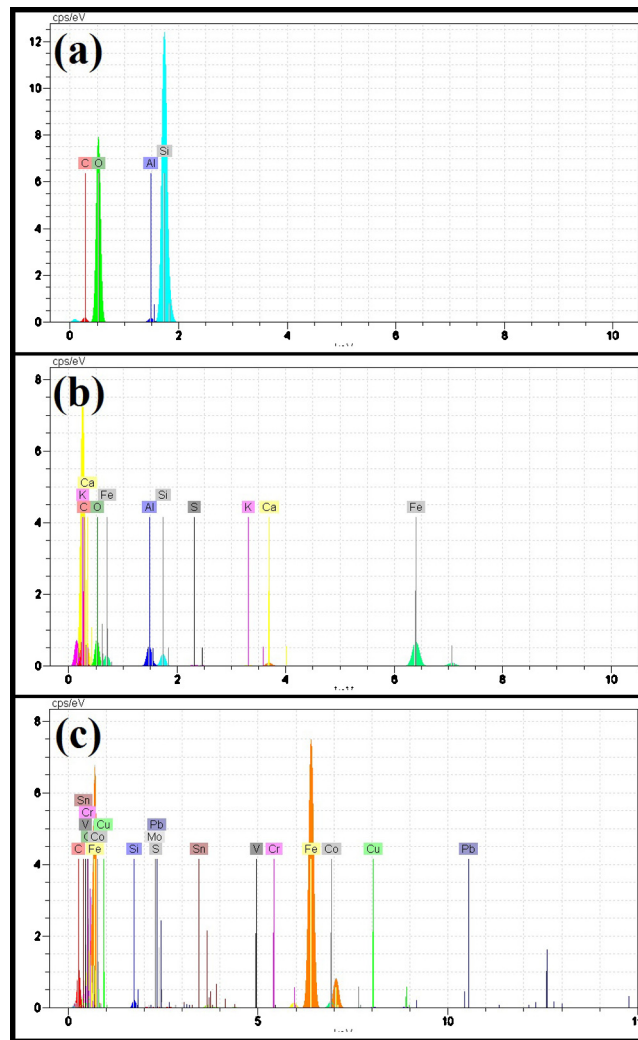 cps/eV
(a)
12
10
8
6
4
2
0
Si
C O Al
0 2 4 6 8 10
cps/eV
(b)
8
6
4
2
0
Ca
K Fe Si
C O Al S K Ca Fe
0 2 4 6 8 10
cps/eV
(c)
8
6
4
2
0
Sn
Cr
V Cu Pb
Co Mo
C Fe Si S Sn V Cr Fe Co Cu Pb
0 5 10